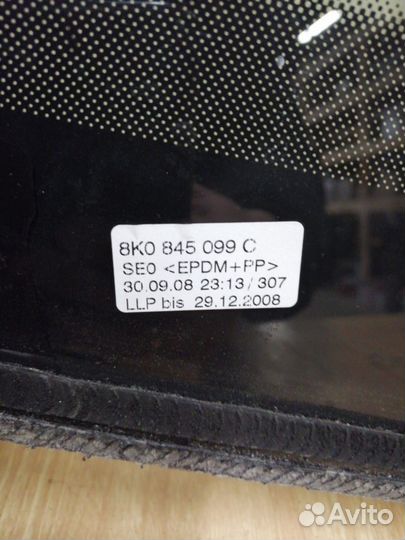 8K0 845 099 C
SE0 <EPDM+PP>
30.09.08 23:13/307
LLP bis 29.12.2008
Avito